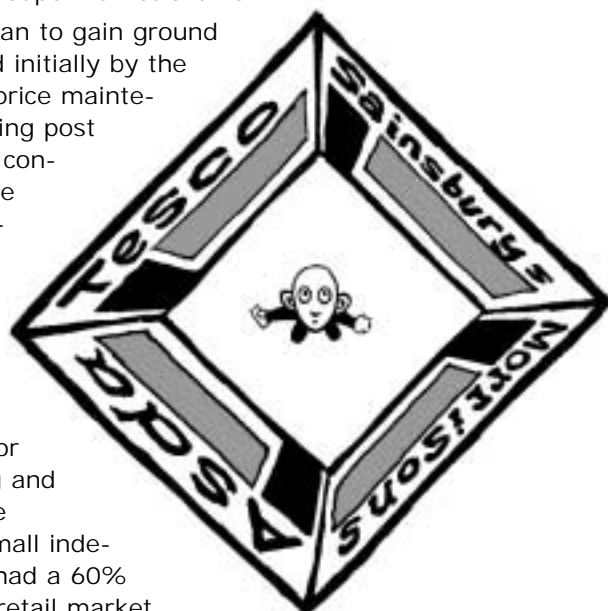 an to gain ground
initially by the
price mainte-
ing post
con-
e
-
or
g and
e
mall inde-
had a 60%
retail market
Tesco
Sainsburys
Asda
MorriSons